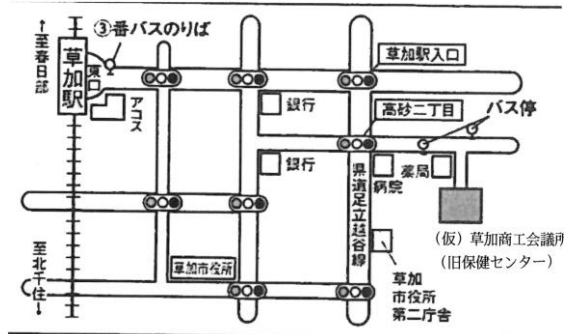 ↑至春日部
③番バスのりば
草加駅
東口
アコス
草加駅入口
銀行
高砂二丁目
バス停
銀行
県道足立越谷線
病院
薬局
(仮)草加商工会議所
(旧保健センター)
至北千住↓
草加市役所
草加
市役所
第二庁舎